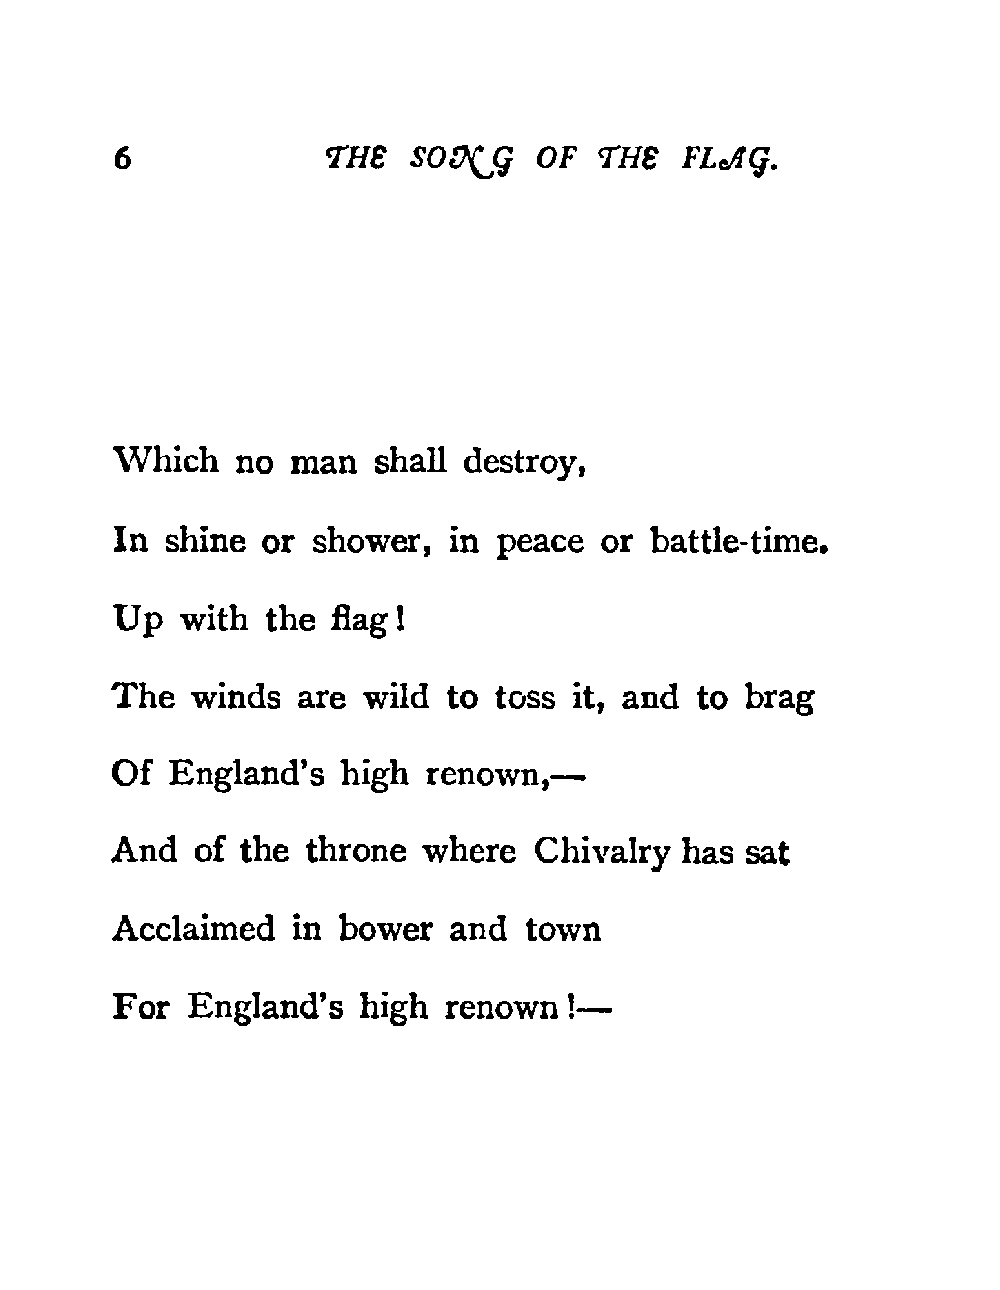 6 THE SONG OF THE FLAG.
Which no man shall destroy,
In shine or shower, in peace or battle-time.
Up with the flag!
The winds are wild to toss it, and to brag
Of England's high renown,—
And of the throne where Chivalry has sat
Acclaimed in bower and town
For England's high renown!—